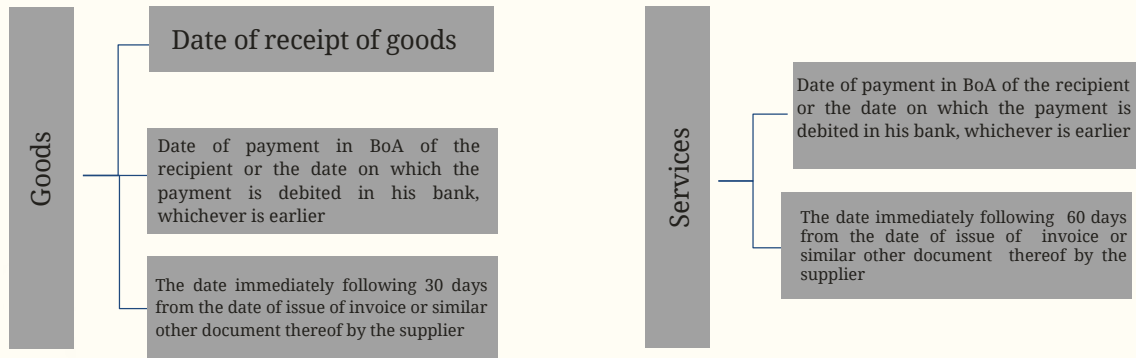 Goods
Date of receipt of goods
Date of payment in BoA of the
recipient or the date on which the
payment is debited in his bank,
whichever is earlier
The date immediately following 30 days
from the date of issue of invoice or similar
other document thereof by the supplier
Services
Date of payment in BoA of the recipient
or the date on which the payment is
debited in his bank, whichever is earlier
The date immediately following 60 days
from the date of issue of invoice or
similar other document thereof by the
supplier